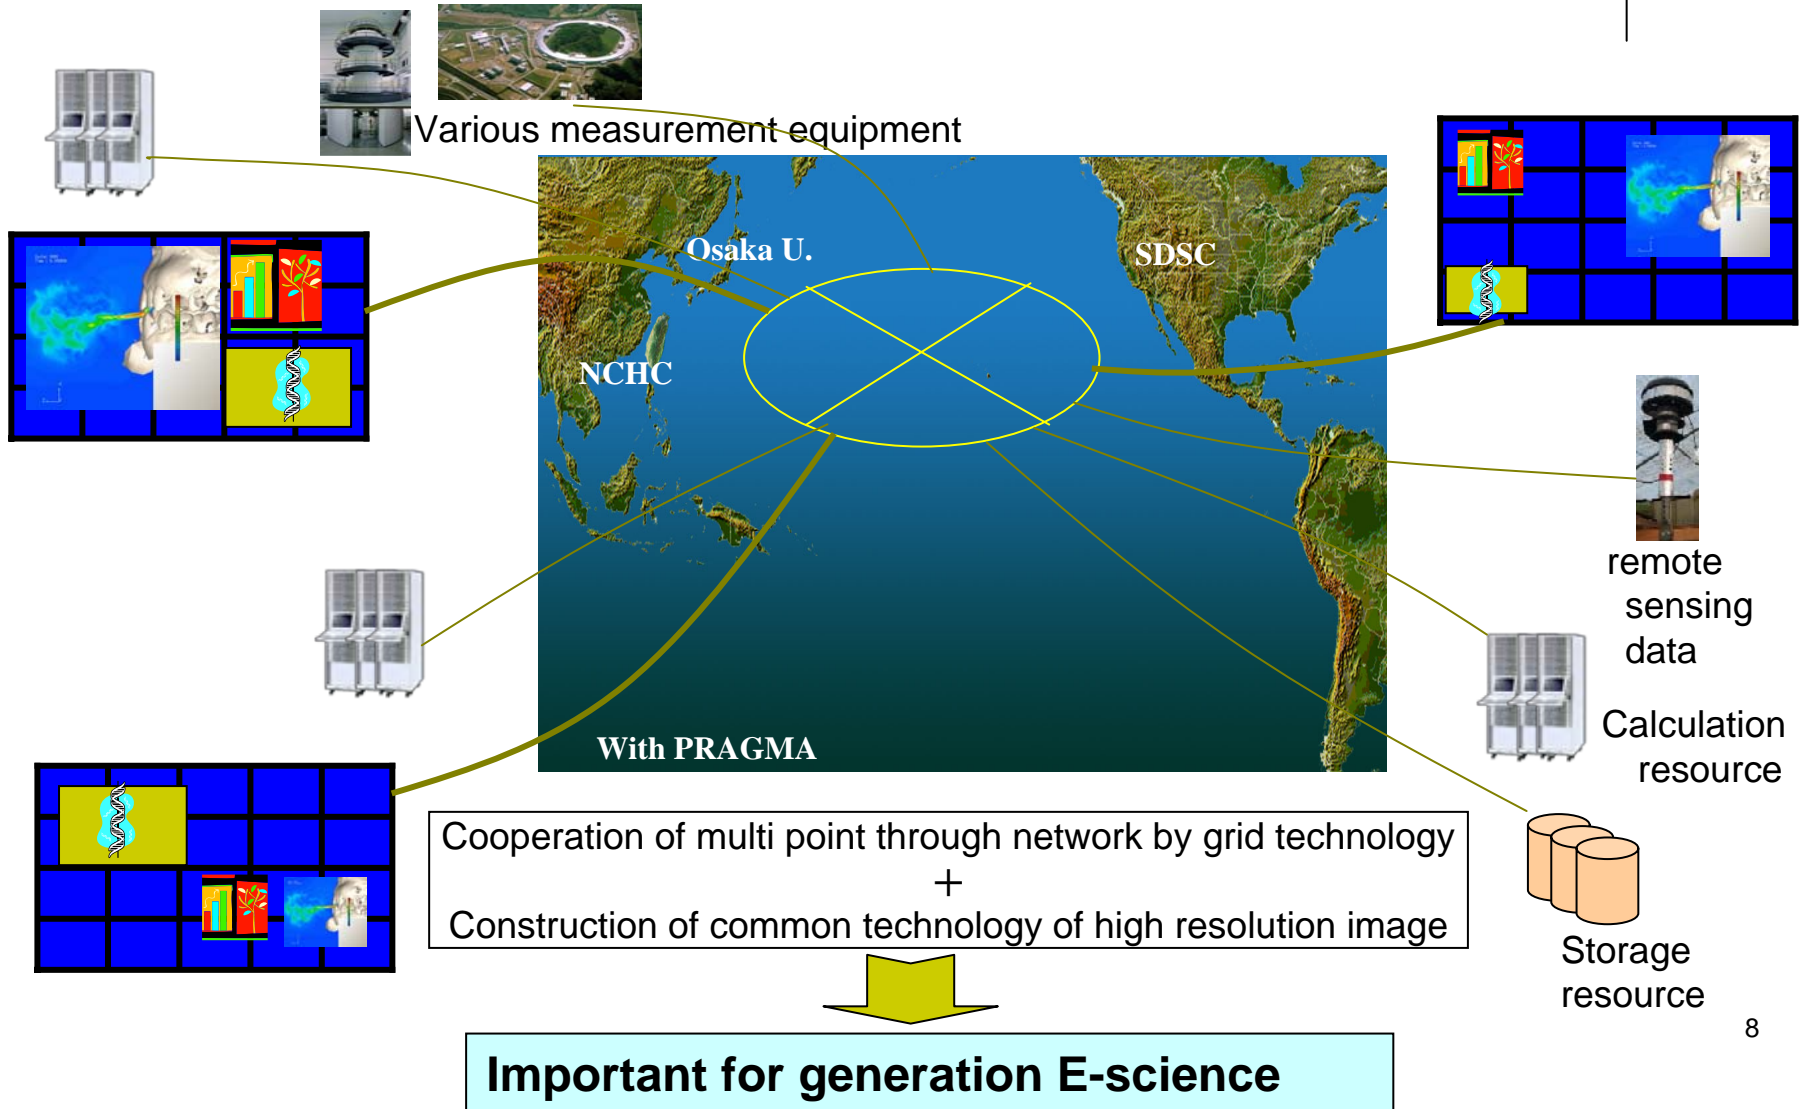 Various measurement equipment
Osaka U.
SDSC
NCHC
With PRAGMA
remote
sensing
data
Calculation
resource
Storage
resource
Cooperation of multi point through network by grid technology
+
Construction of common technology of high resolution image
Important for generation E-science
8